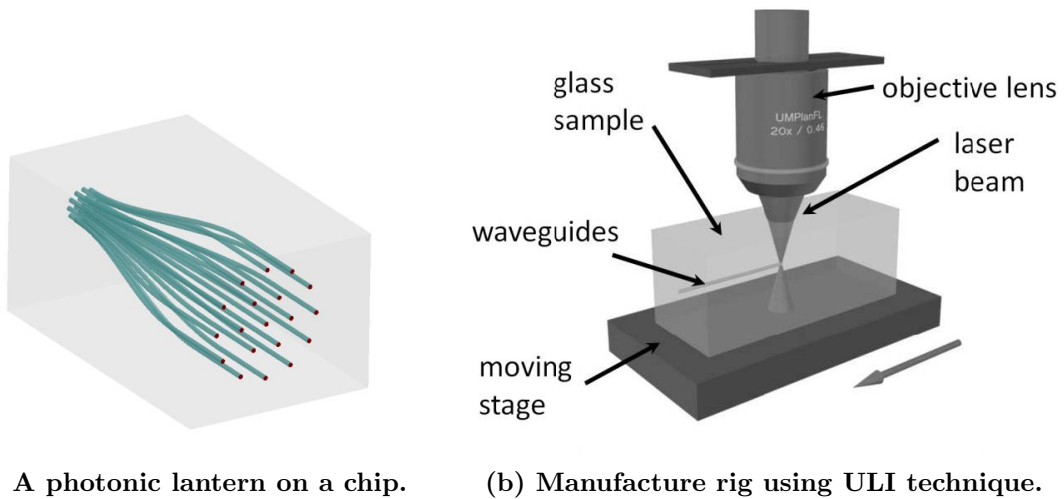 glass
sample
objective lens
UMPlanFL
20x / 0.46
laser
beam
waveguides
moving
stage
A photonic lantern on a chip.
(b) Manufacture rig using ULI technique.